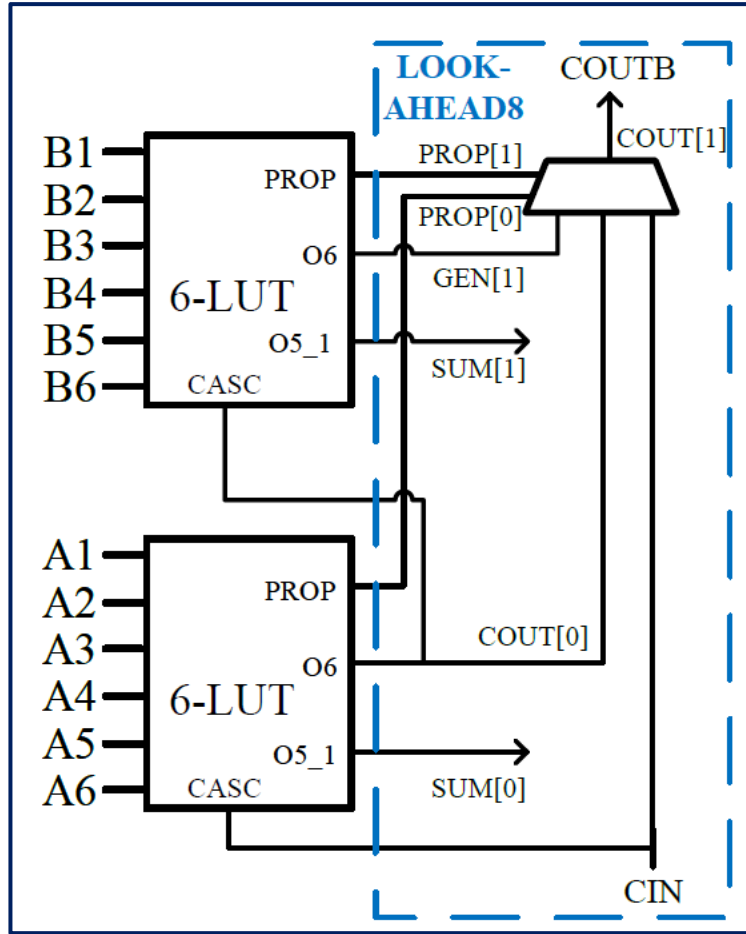 LOOK-
AHEAD8
COUTB
COUT[1]
B1
B2
B3
B4
B5
B6
PROP
O6
6-LUT
O5_1
CASC
PROP[1]
PROP[0]
GEN[1]
SUM[1]
A1
A2
A3
A4
A5
A6
PROP
O6
6-LUT
O5_1
CASC
COUT[0]
SUM[0]
CIN